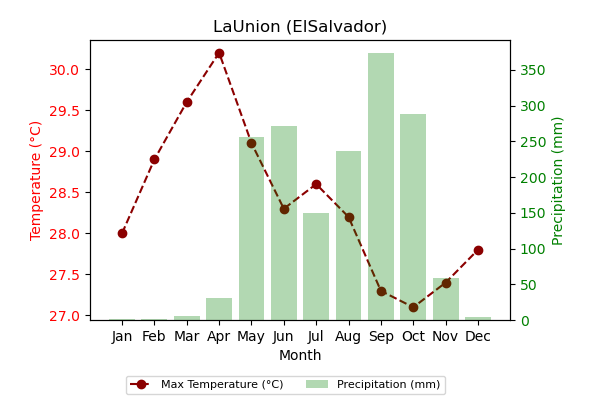 LaUnion (ElSalvador)
30.0
29.5
29.0
28.5
28.0
27.5
27.0
Temperature (°C)
350
300
250
200
150
100
50
0
Precipitation (mm)
Jan Feb Mar Apr May Jun Jul Aug Sep Oct Nov Dec
Month
Max Temperature (°C) Precipitation (mm)